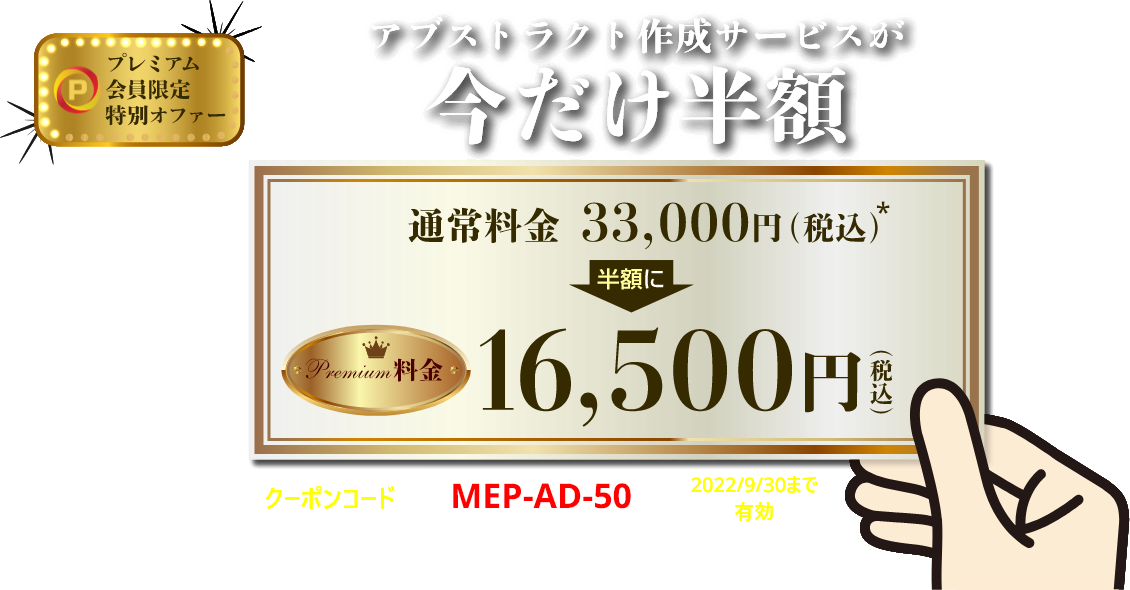 アブストラクト作成サービスが
今だけ半額
P
プレミアム
会員限定
特別オファー
通常料金 33,000円(税込)*
半額に
Premium料金
16,500円(税込)
クーポンコード
MEP-AD-50
2022/9/30まで
有効